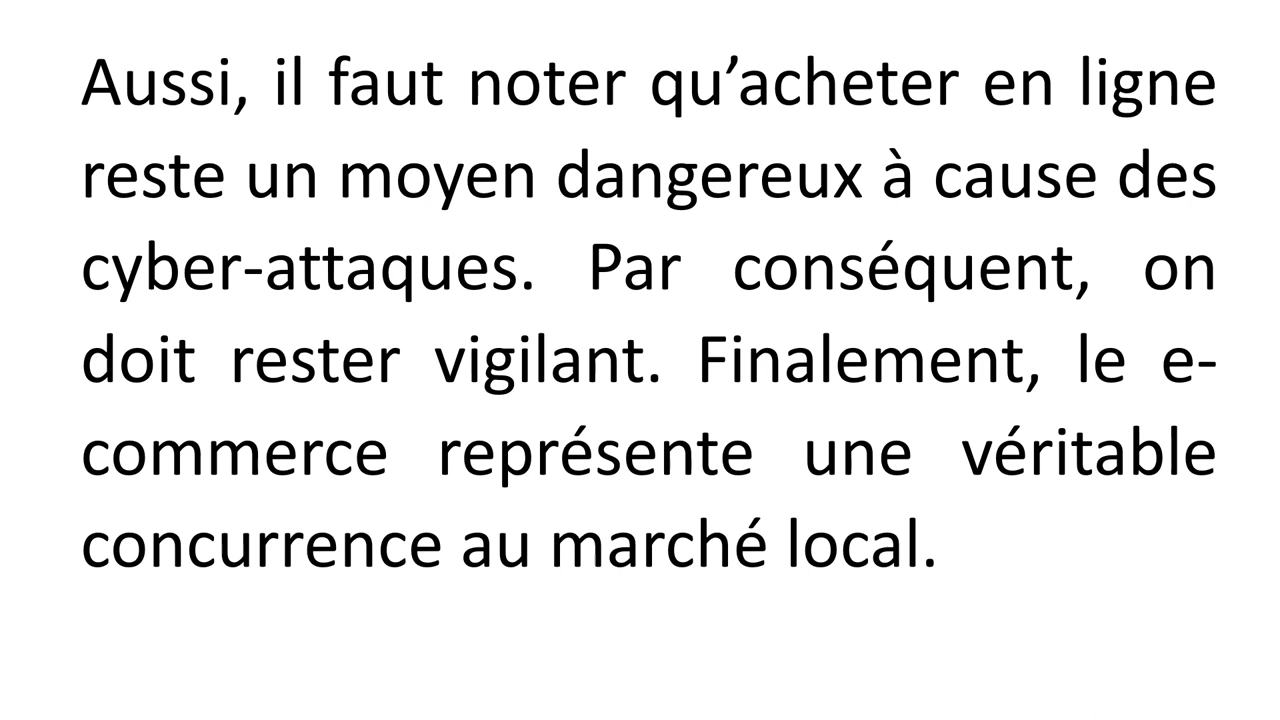 Aussi, il faut noter qu’acheter en ligne
reste un moyen dangereux à cause des
cyber-attaques. Par conséquent, on
doit rester vigilant. Finalement, le e-
commerce représente une véritable
concurrence au marché local.